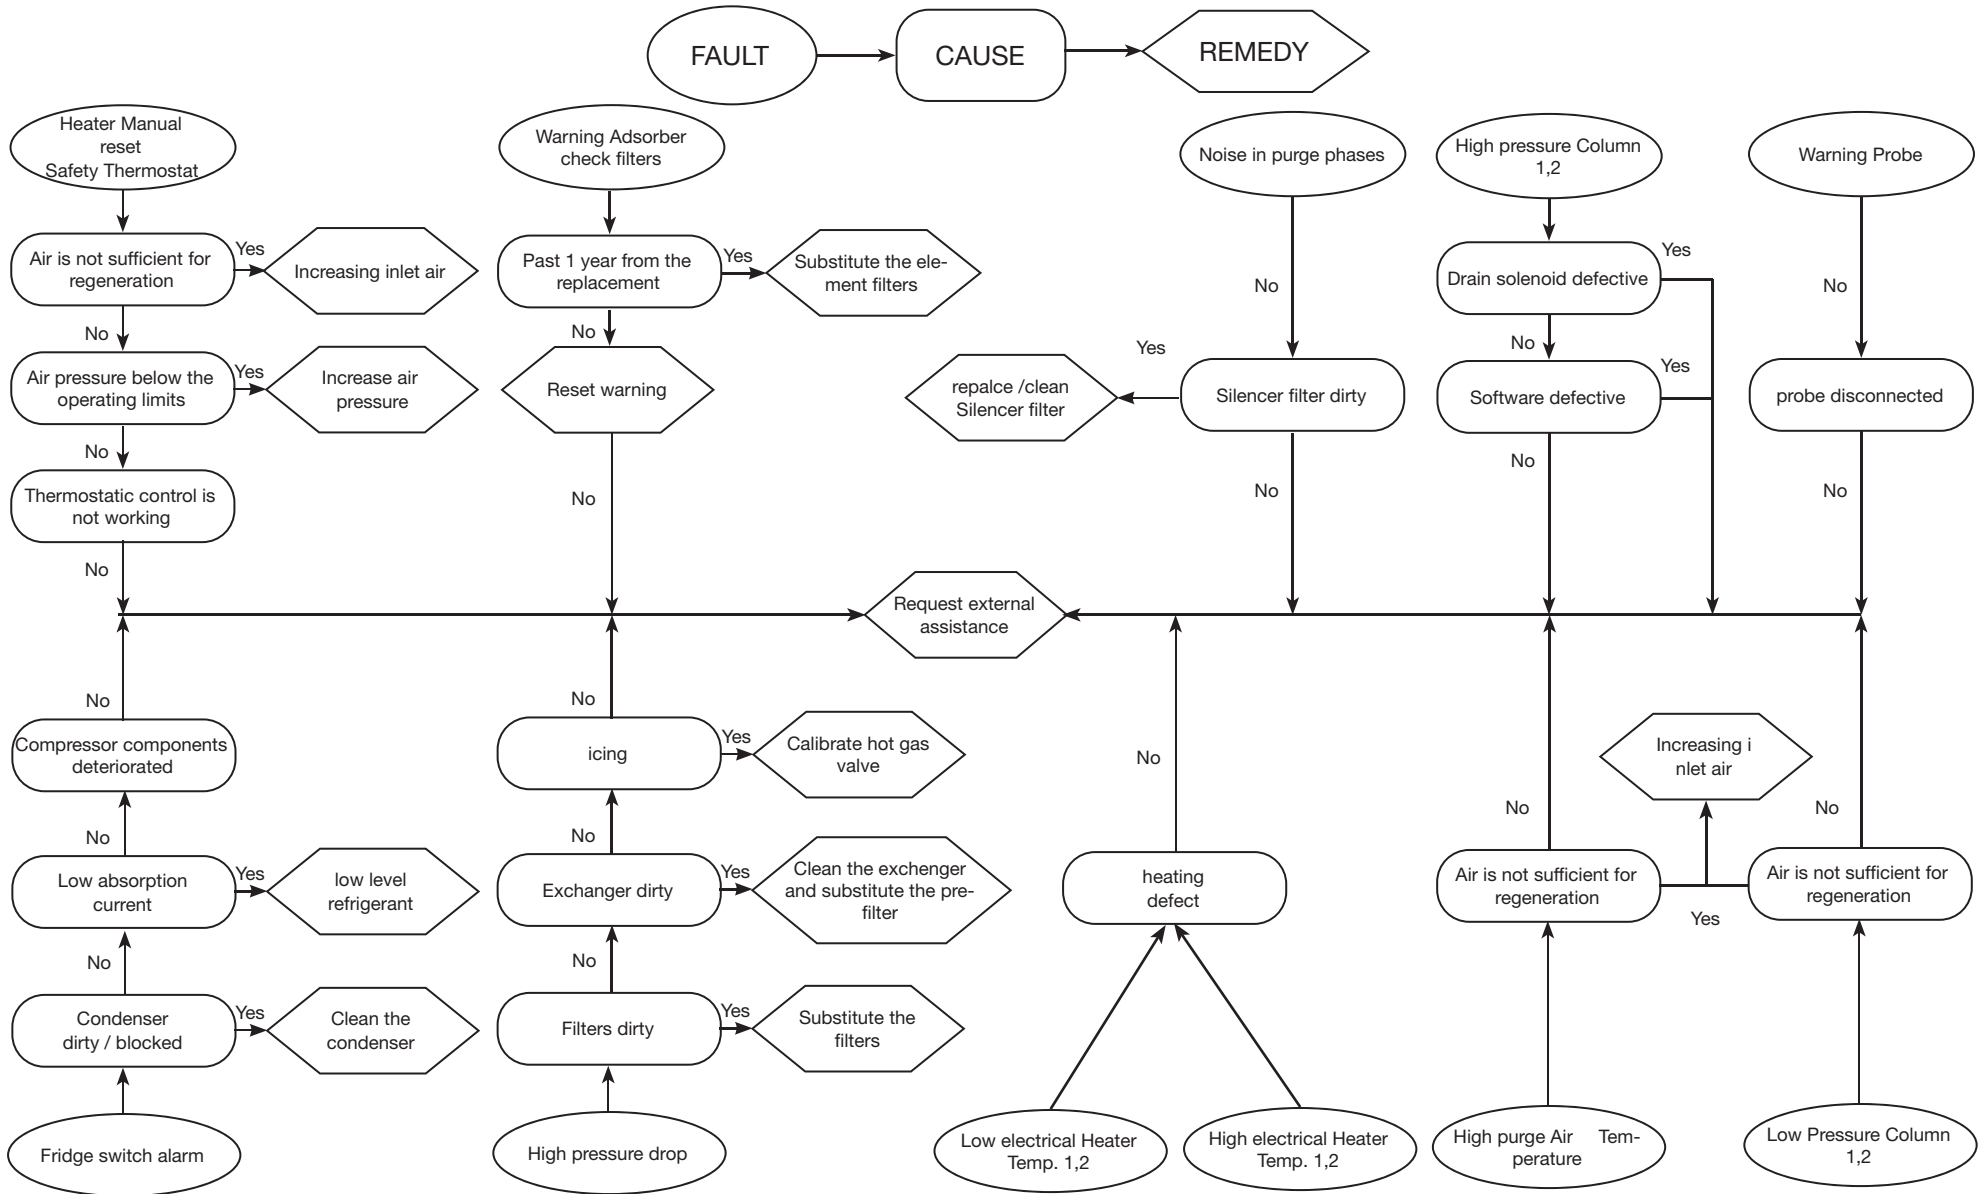 FAULT
CAUSE
REMEDY
Heater Manual
reset
Safety Thermostat
Warning Adsorber
check filters
Noise in purge phases
High pressure Column
1,2
Warning Probe
Air is not sufficient for
regeneration
Yes
Increasing inlet air
Past 1 year from the
replacement
Yes
Substitute the ele-
ment filters
No
Drain solenoid defective
Yes
No
No
Air pressure below the
operating limits
Yes
Increase air
pressure
No
Reset warning
Yes
repalce /clean
Silencer filter
Silencer filter dirty
No
Software defective
Yes
probe disconnected
No
Thermostatic control is
not working
No
No
No
No
No
No
Request external
assistance
No
Compressor components
deteriorated
No
icing
Yes
Calibrate hot gas
valve
No
Increasing i
nlet air
No
No
No
Low absorption
current
Yes
low level
refrigerant
No
Exchanger dirty
Yes
Clean the exchenger
and substitute the pre-
filter
heating
defect
Air is not sufficient for
regeneration
Yes
Air is not sufficient for
regeneration
No
Condenser
dirty / blocked
Yes
Clean the
condenser
No
Filters dirty
Yes
Substitute the
filters
Fridge switch alarm
High pressure drop
Low electrical Heater
Temp. 1,2
High electrical Heater
Temp. 1,2
High purge Air Tem-
perature
Low Pressure Column
1,2